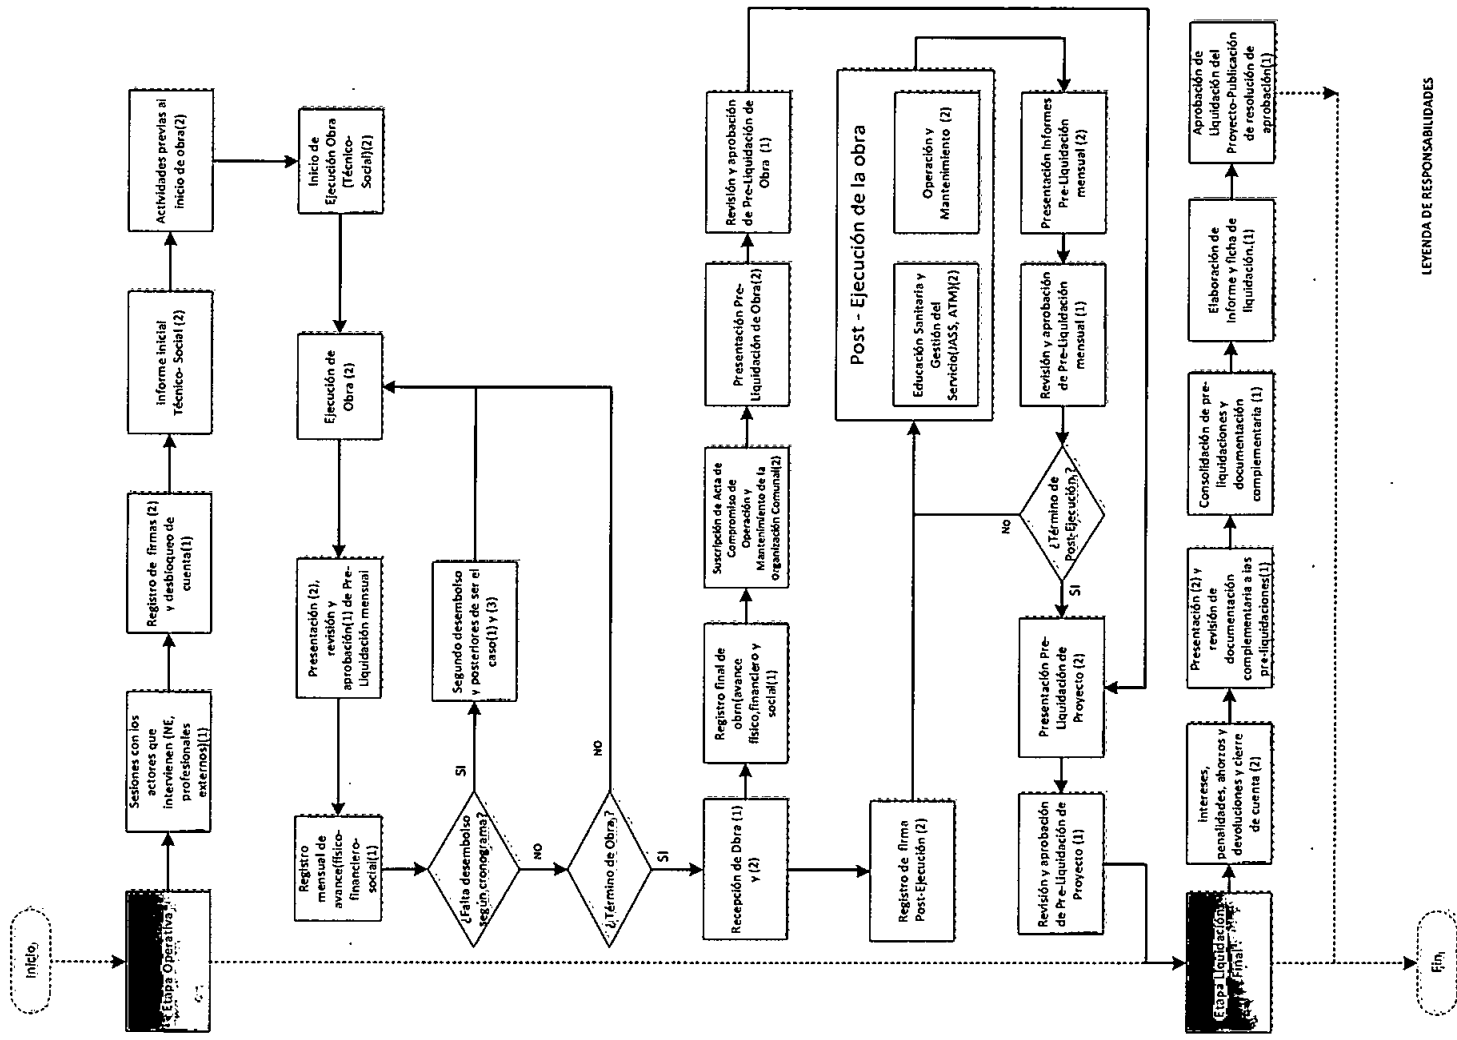 Inicio
Etapa Operativa
Sesiones con los
actores que
intervienen (NE,
profesionales
externos)(1)
Registro de firmas (2)
y desbloqueo de
cuenta(1)
Informe inicial
Técnico- Social (2)
Actividades previas al
inicio de obra(2)
Inicio de
Ejecución Obra
(Técnico-
Social)(2)
Ejecución de
Obra (2)
Presentación (2),
revisión y
aprobación(1) de Pre-
Liquidación mensual
Registro
mensual de
avance(físico-
financiero-
social(1)
¿Falta desembolso
según cronograma?
SI
NO
Segundo desembolso
y posteriores de ser el
caso(1) y (3)
¿Término de Obra,?
NO
SI
Recepción de Dbra (1)
y (2)
Registro final de
obrn(avance
físico,financiero y
social(1)
Suscripción de Acta de
Compromiso de
Operación y
Mantenimiento de la
Organización Comunal(2)
Presentación Pre-
Liquidación de Obra(2)
Revisión y aprobación
de Pre-Liquidación de
Obra (1)
Registro de firma
Post-Ejecución (2)
Post - Ejecución de la obra
Educación Sanitaria y
Gestión del
Servicio(JASS, ATM)(2)
Operación y
Mantenimiento (2)
Presentación Informes
Pre-Liquidación
mensual (2)
Revisión y aprobación
de Pre-Liquidación
mensual (1)
¿Término de
Post-Ejecución,?
NO
SI
Presentación Pre-
Liquidación de
Proyecto (2)
Revisión y aprobación
de Pre-Liquidación de
Proyecto (1)
Etapa Liquidación
Final
intereses,
penalidades, ahorros y
devoluciones y cierre
de cuenta (2)
Presentación (2) y
revisión de
documentación
complementaria a las
pre-liquidaciones(1)
Consolidación de pre-
liquidaciones y
documentación
complementaria (1)
Elaboración de
Informe y ficha de
liquidación.(1)
Aprobación de
Liquidación del
Proyecto-Publicación
de resolución de
aprobación(1)
Fin
LEYENDA DE RESPONSABILIDADES